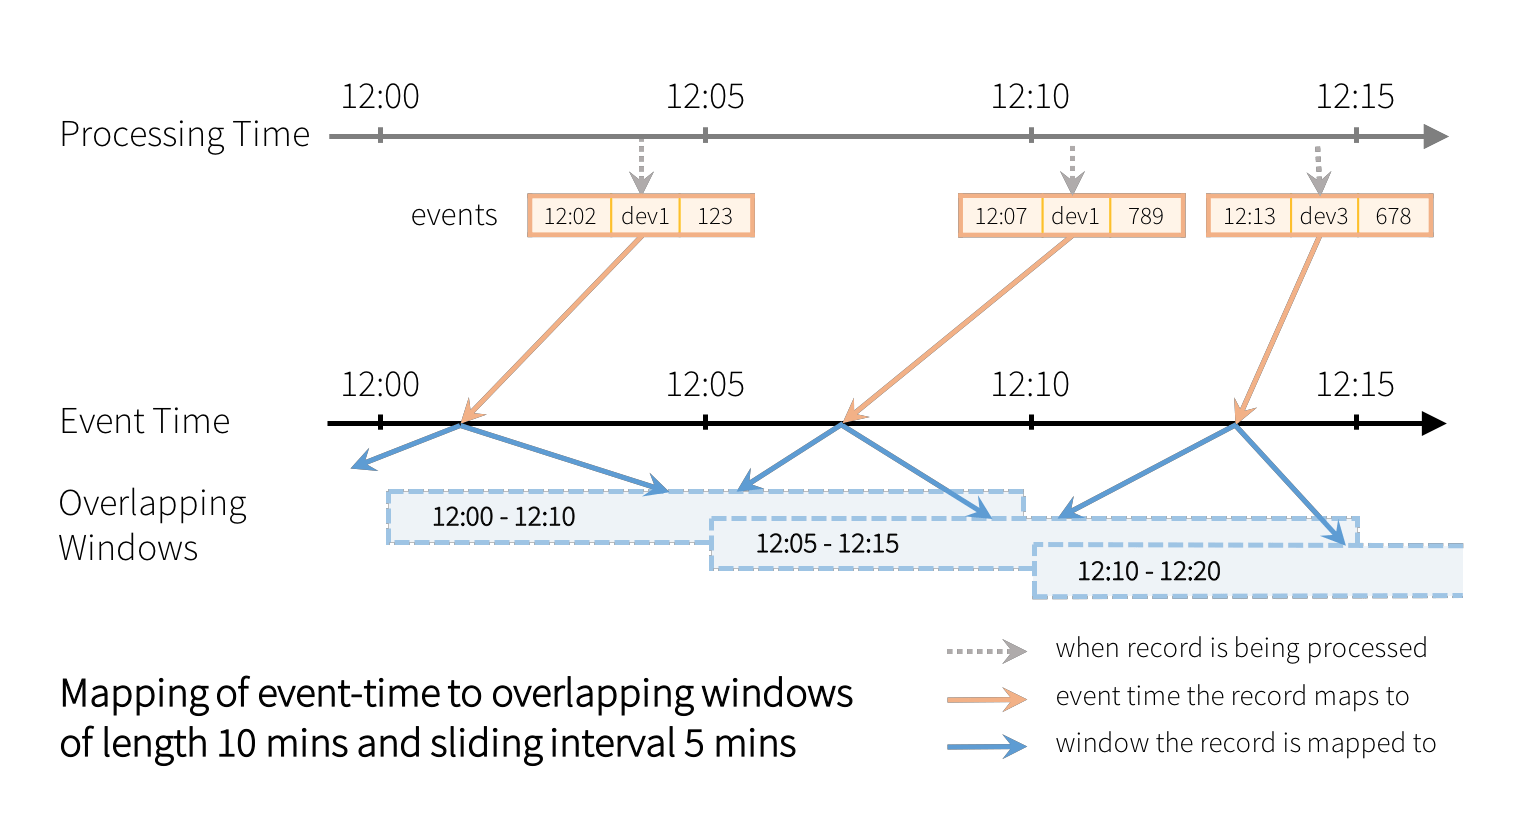 12:00 12:05 12:10 12:15
Processing Time
events 12:02 dev1 123 12:07 dev1 789 12:13 dev3 678
12:00 12:05 12:10 12:15
Event Time
Overlapping
Windows
12:00 - 12:10
12:05 - 12:15
12:10 - 12:20
when record is being processed
event time the record maps to
window the record is mapped to
Mapping of event-time to overlapping windows
of length 10 mins and sliding interval 5 mins